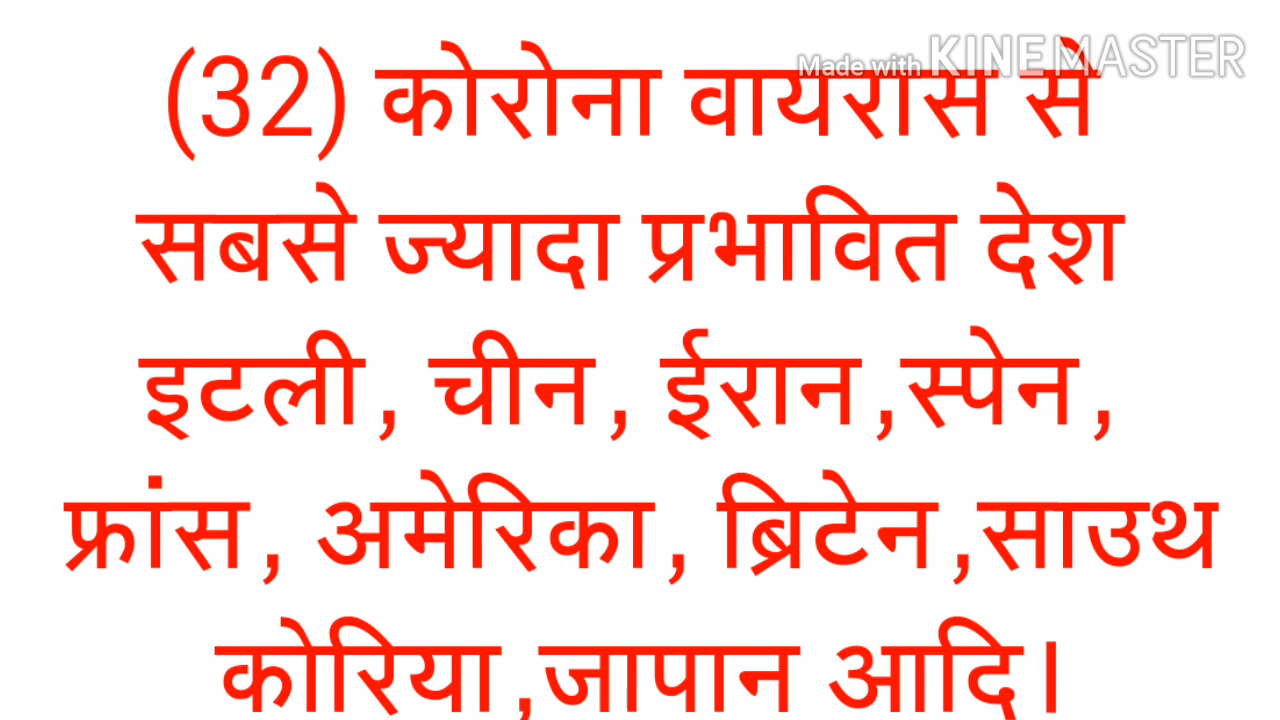 (32) कोरोना वायरास से
Made with KINEMASTER
सबसे ज्यादा प्रभावित देश
इटली, चीन, ईरान,स्पेन,
फ्रांस, अमेरिका, ब्रिटेन,साउथ
कोरिया,जापान आदि।